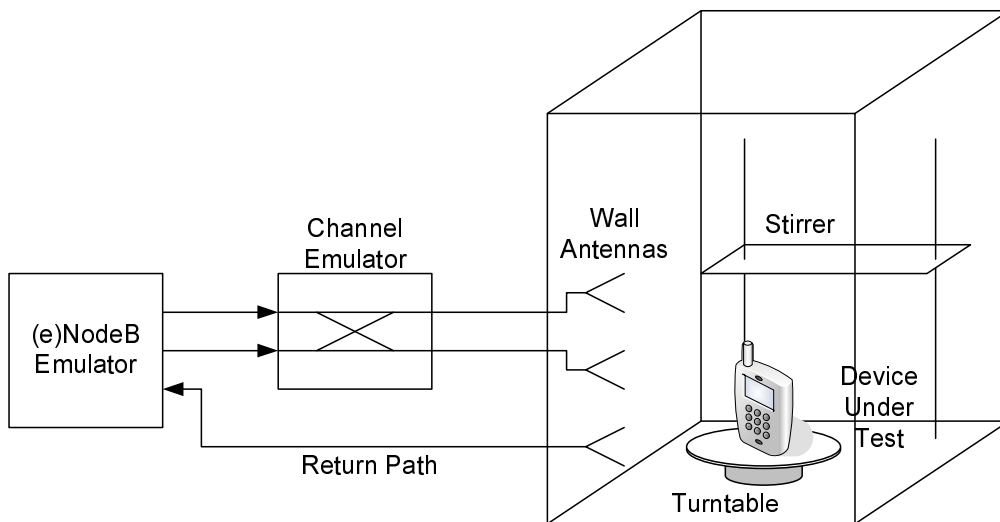 Channel
Emulator
Wall
Antennas
Stirrer
(e)NodeB
Emulator
Device
Under
Test
Return Path
Turntable